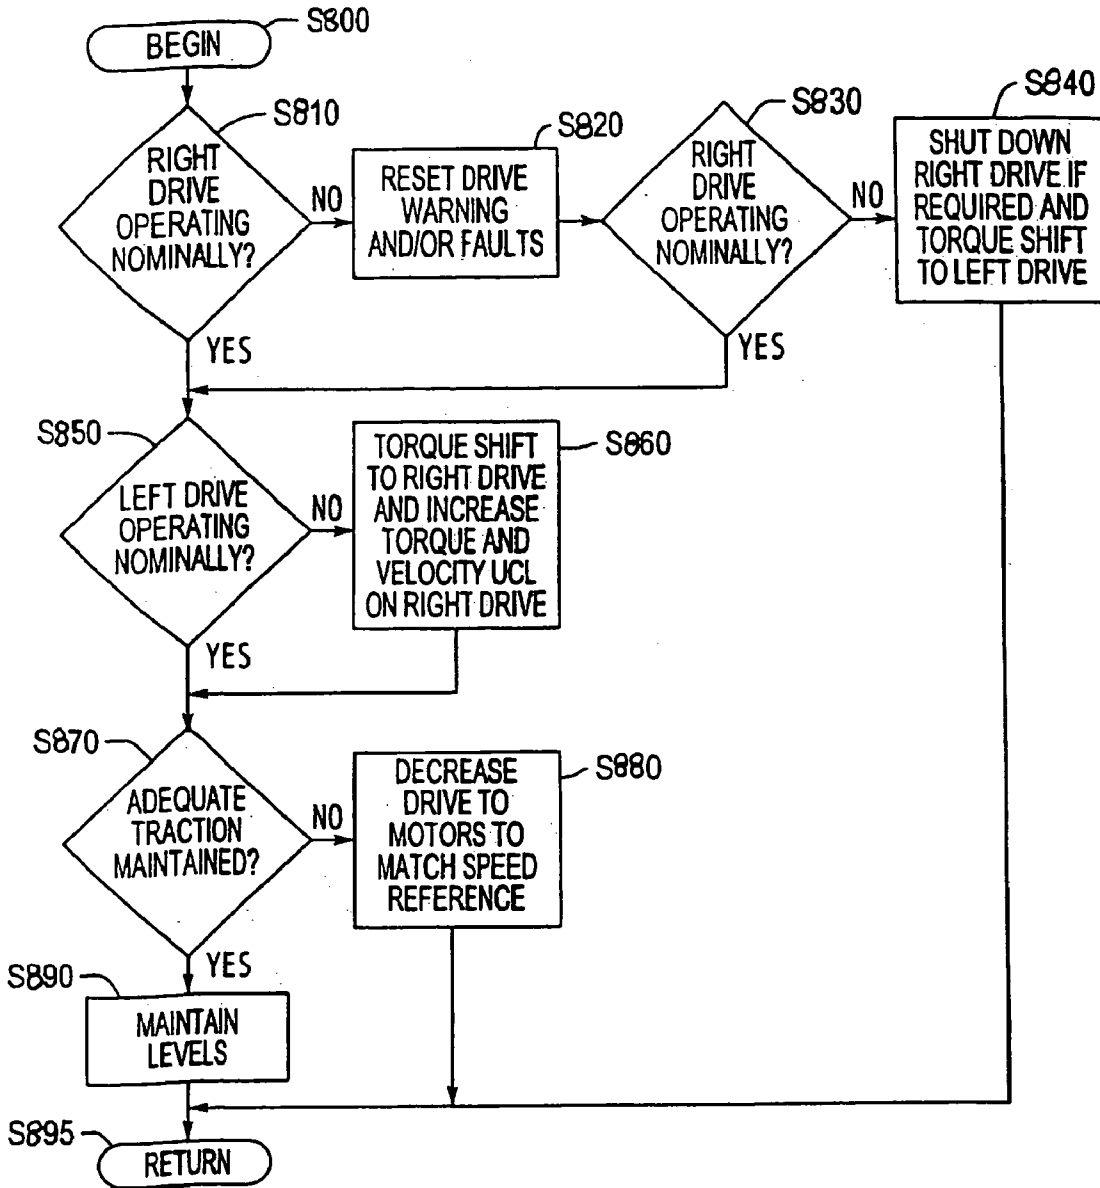 BEGIN
S800
S810
RIGHT
DRIVE
OPERATING
NOMINALLY?
NO
YES
S820
RESET DRIVE
WARNING
AND/OR FAULTS
S830
RIGHT
DRIVE
OPERATING
NOMINALLY?
NO
YES
S840
SHUT DOWN
RIGHT DRIVE IF
REQUIRED AND
TORQUE SHIFT
TO LEFT DRIVE
S850
LEFT DRIVE
OPERATING
NOMINALLY?
NO
YES
S860
TORQUE SHIFT
TO RIGHT DRIVE
AND INCREASE
TORQUE AND
VELOCITY UCL
ON RIGHT DRIVE
S870
ADEQUATE
TRACTION
MAINTAINED?
NO
YES
S880
DECREASE
DRIVE TO
MOTORS TO
MATCH SPEED
REFERENCE
S890
MAINTAIN
LEVELS
S895
RETURN